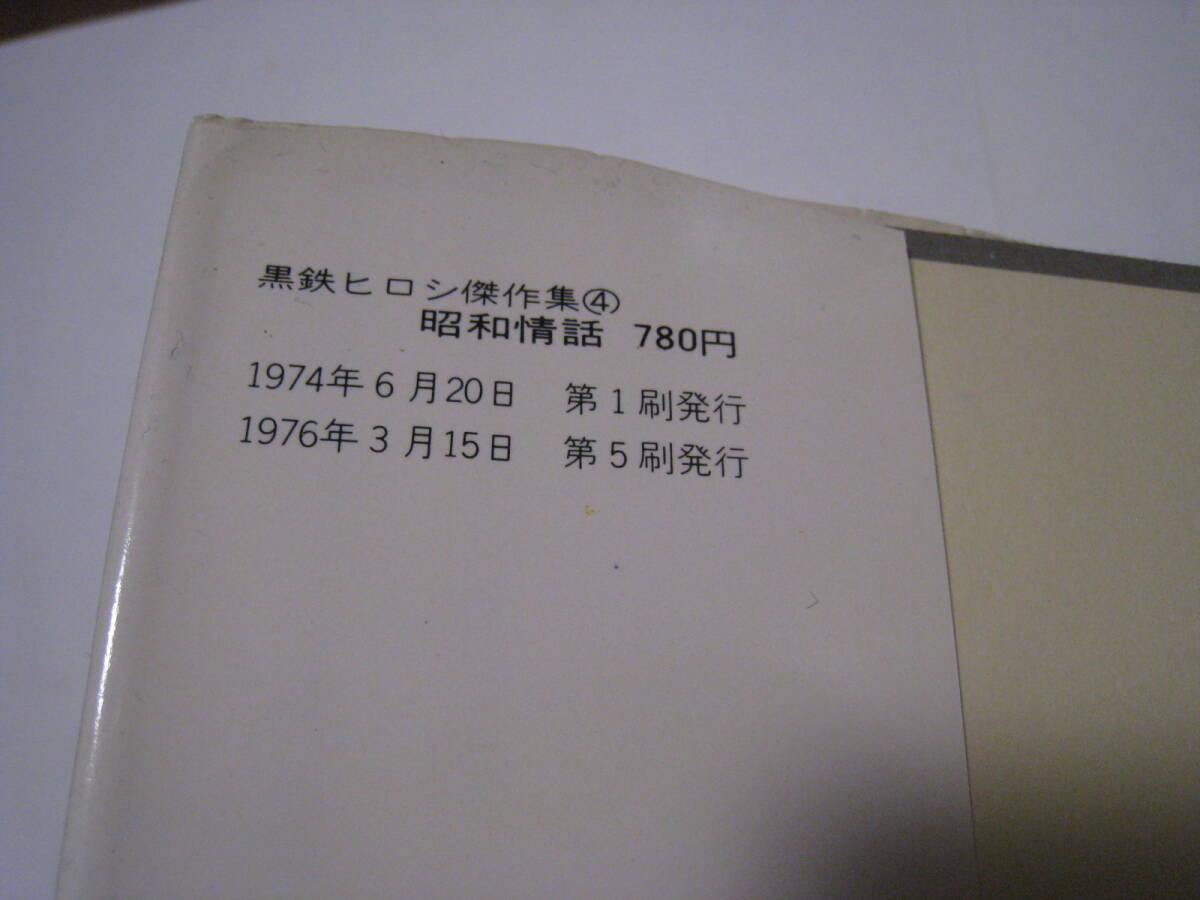 黒鉄ヒロシ傑作集④
昭和情話 780円
1974年6月20日 第1刷発行
1976年3月15日 第5刷発行